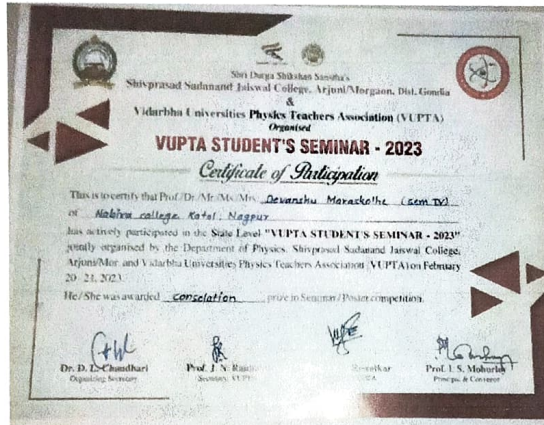 Shri Durga Shikshan Sanstha's
Shivprasad Sadanand Jaiswal College, Arjuni/Morgaon, Dist. Gondia
&
Vidarbha Universities Physics Teachers Association (VUPTA)
Organised
VUPTA STUDENT'S SEMINAR - 2023
Certificate of Participation
This is to certify that Prof./Dr./Mr./Ms./Mrs. Devanshu Maraskolhe (sem IV)
of Nabira college Katol. Nagpur
has actively participated in the State Level "VUPTA STUDENT'S SEMINAR - 2023"
jointly organised by the Department of Physics, Shivprasad Sadanand Jaiswal College,
Arjuni/Mor. and Vidarbha Universities Physics Teachers Association (VUPTA) on February
20 - 21, 2023.
He / She was awarded consolation prize in Seminar / Poster competition.
Dr. D. L. Chaudhari Prof. J. N. Prof. I. S. Mohurle
Organizing Secretary Secretary, VUPTA Principal & Convenor